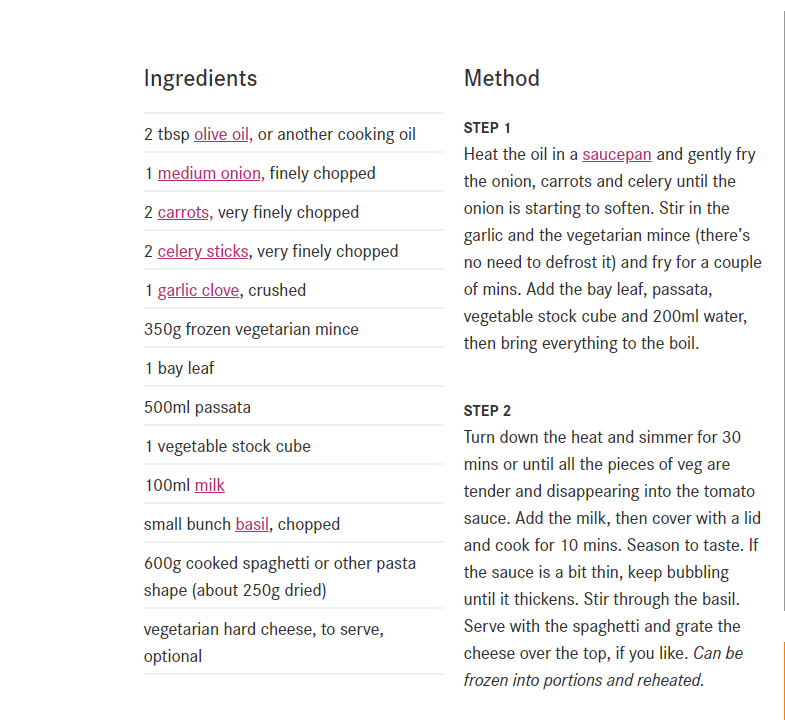 Ingredients
2 tbsp olive oil, or another cooking oil
1 medium onion, finely chopped
2 carrots, very finely chopped
2 celery sticks, very finely chopped
1 garlic clove, crushed
350g frozen vegetarian mince
1 bay leaf
500ml passata
1 vegetable stock cube
100ml milk
small bunch basil, chopped
600g cooked spaghetti or other pasta
shape (about 250g dried)
vegetarian hard cheese, to serve,
optional
Method
STEP 1
Heat the oil in a saucepan and gently fry
the onion, carrots and celery until the
onion is starting to soften. Stir in the
garlic and the vegetarian mince (there’s
no need to defrost it) and fry for a couple
of mins. Add the bay leaf, passata,
vegetable stock cube and 200ml water,
then bring everything to the boil.
STEP 2
Turn down the heat and simmer for 30
mins or until all the pieces of veg are
tender and disappearing into the tomato
sauce. Add the milk, then cover with a lid
and cook for 10 mins. Season to taste. If
the sauce is a bit thin, keep bubbling
until it thickens. Stir through the basil.
Serve with the spaghetti and grate the
cheese over the top, if you like. Can be
frozen into portions and reheated.